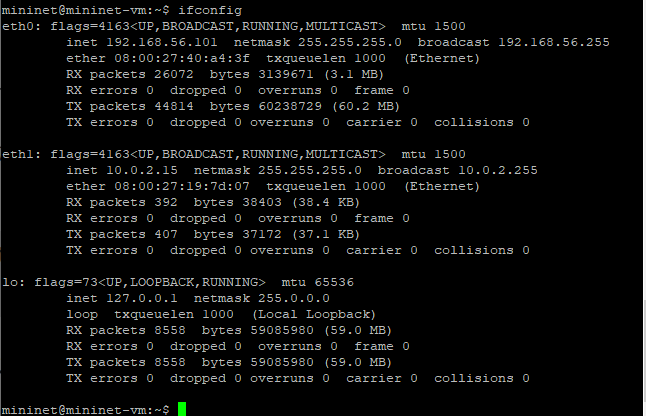 mininet@mininet-vm:~$ ifconfig
eth0: flags=4163<UP,BROADCAST,RUNNING,MULTICAST>  mtu 1500
        inet 192.168.56.101  netmask 255.255.255.0  broadcast 192.168.56.255
        ether 08:00:27:40:a4:3f  txqueuelen 1000  (Ethernet)
        RX packets 26072  bytes 3139671 (3.1 MB)
        RX errors 0  dropped 0  overruns 0  frame 0
        TX packets 44814  bytes 60238729 (60.2 MB)
        TX errors 0  dropped 0 overruns 0  carrier 0  collisions 0
eth1: flags=4163<UP,BROADCAST,RUNNING,MULTICAST>  mtu 1500
        inet 10.0.2.15  netmask 255.255.255.0  broadcast 10.0.2.255
        ether 08:00:27:19:7d:07  txqueuelen 1000  (Ethernet)
        RX packets 392  bytes 38403 (38.4 KB)
        RX errors 0  dropped 0  overruns 0  frame 0
        TX packets 407  bytes 37172 (37.1 KB)
        TX errors 0  dropped 0 overruns 0  carrier 0  collisions 0
lo: flags=73<UP,LOOPBACK,RUNNING>  mtu 65536
        inet 127.0.0.1  netmask 255.0.0.0
        loop  txqueuelen 1000  (Local Loopback)
        RX packets 8558  bytes 59085980 (59.0 MB)
        RX errors 0  dropped 0  overruns 0  frame 0
        TX packets 8558  bytes 59085980 (59.0 MB)
        TX errors 0  dropped 0 overruns 0  carrier 0  collisions 0
mininet@mininet-vm:~$